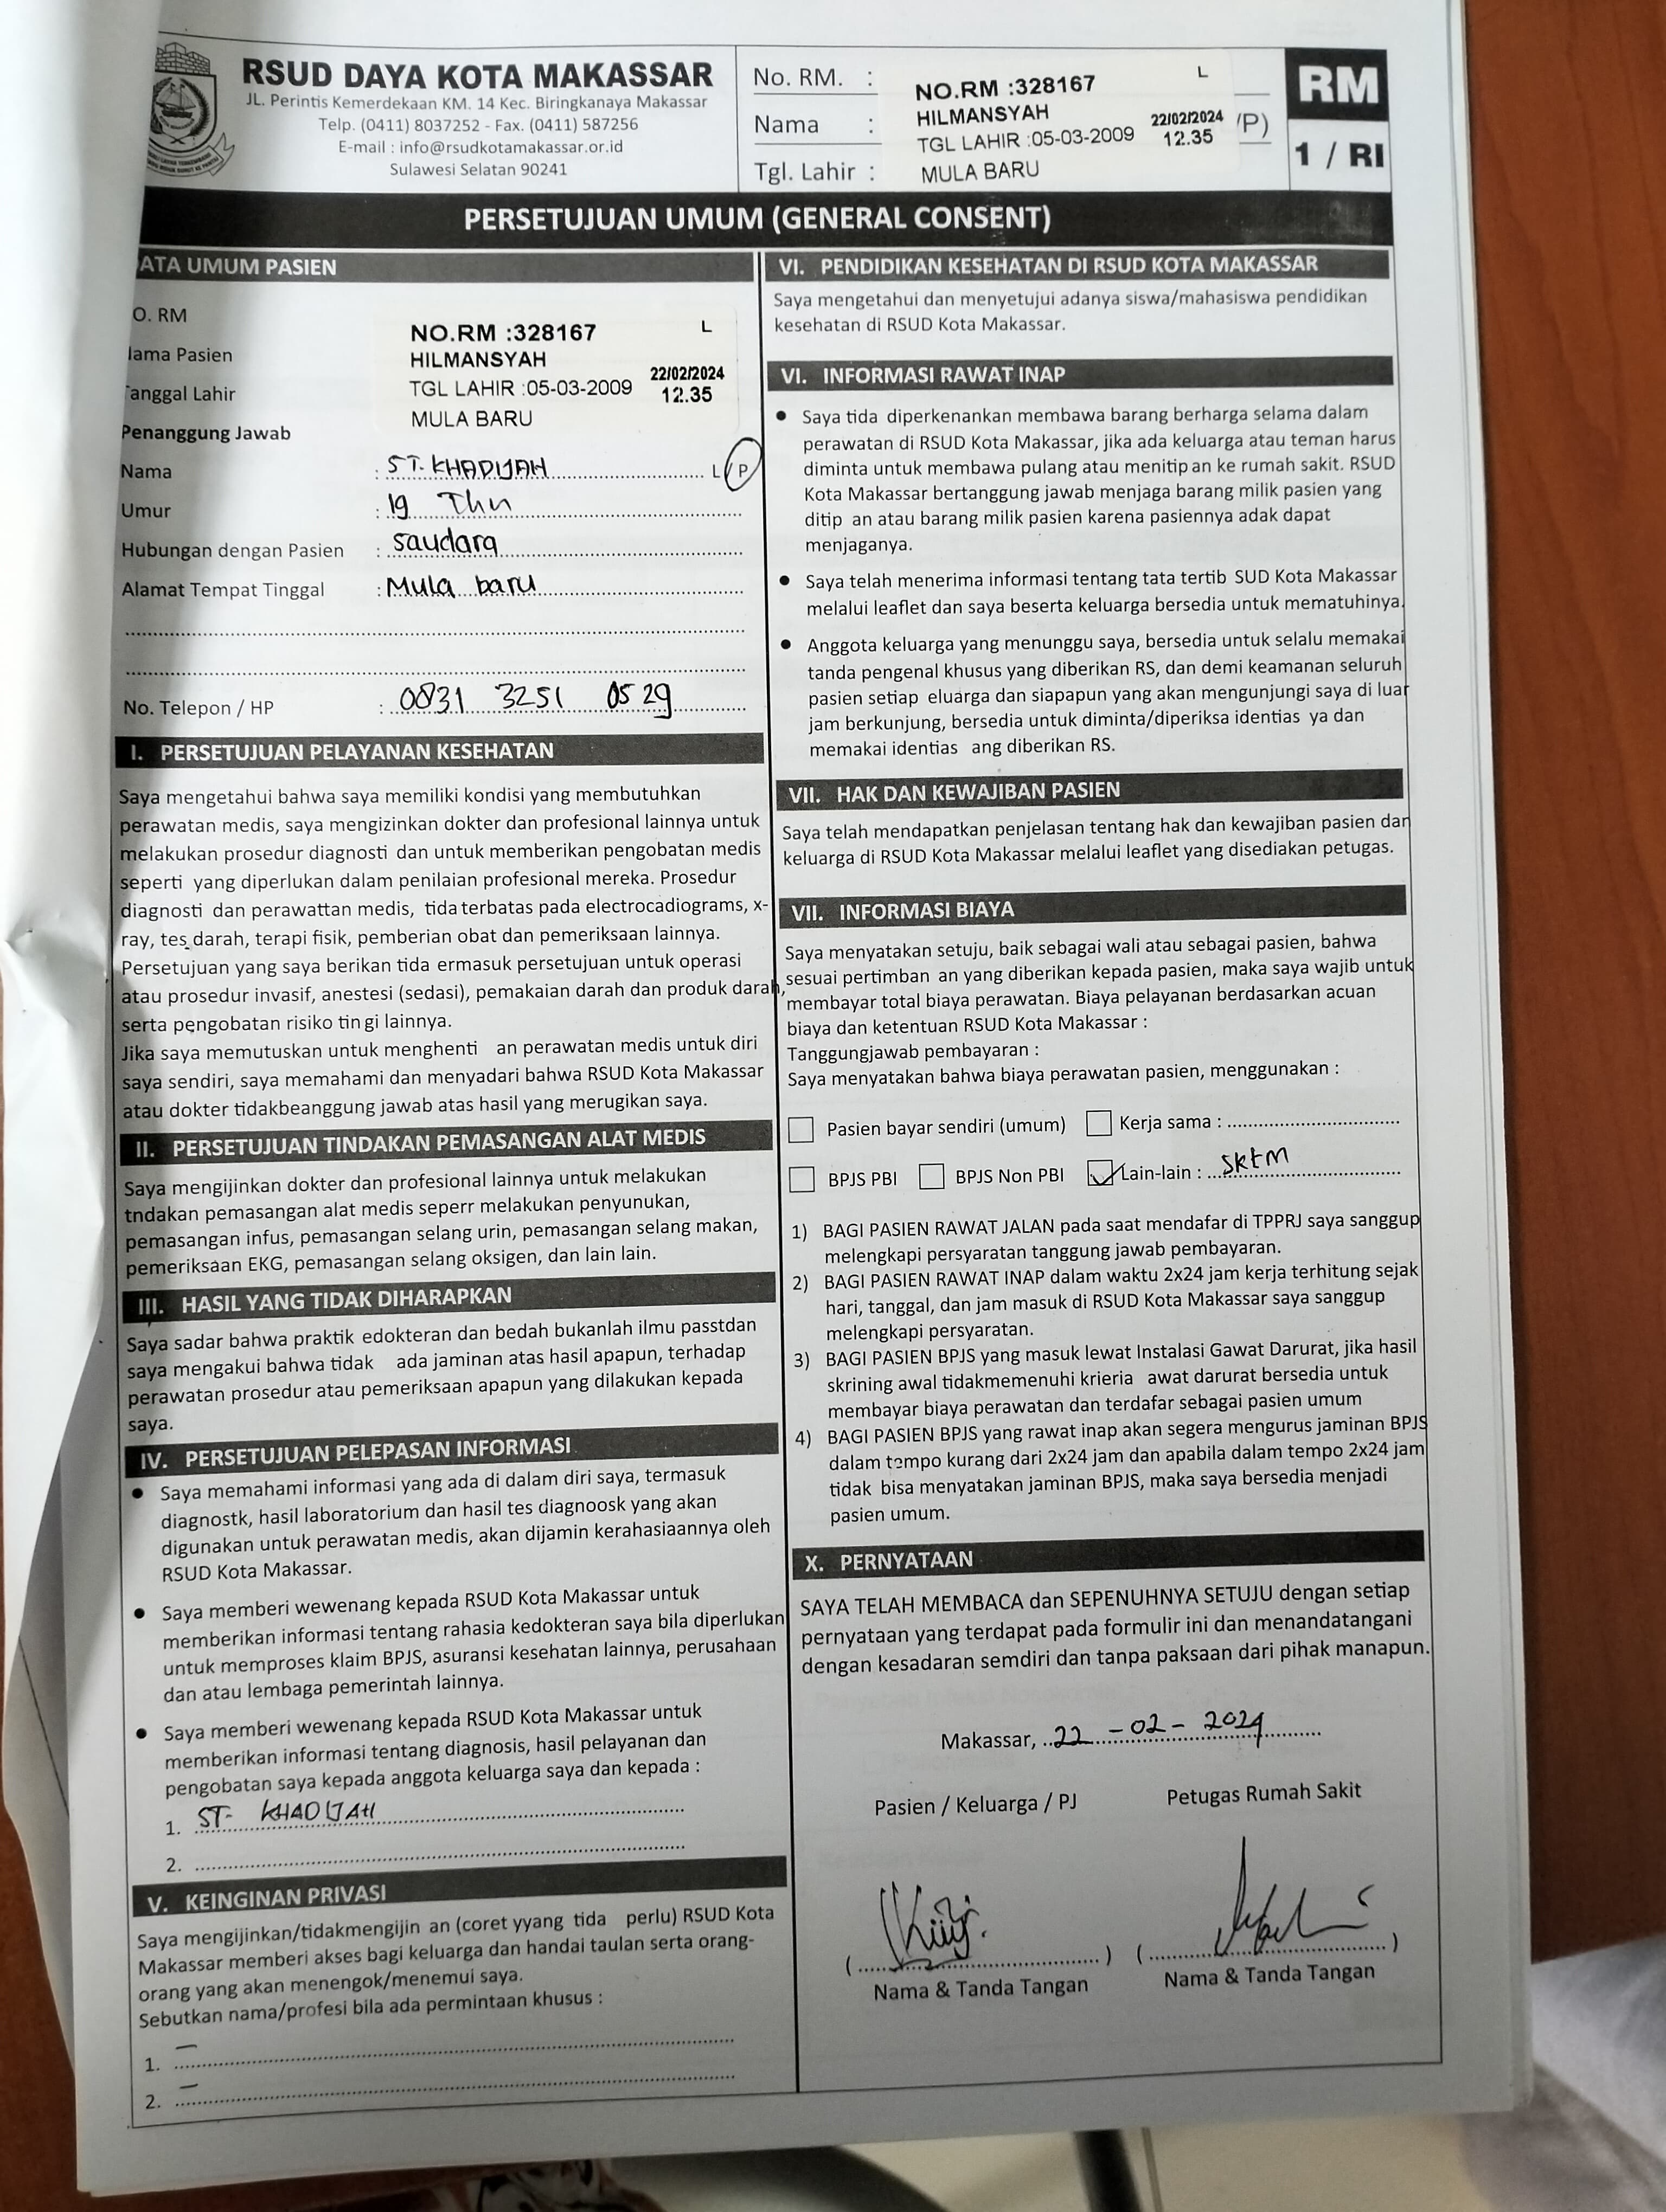 RSUD DAYA KOTA MAKASSAR
JL. Perintis Kemerdekaan KM. 14 Kec. Biringkanaya Makassar
Telp. (0411) 8037252 - Fax. (0411) 587256
E-mail : info@rsudkotamakassar.or.id
Sulawesi Selatan 90241
No. RM. :
Nama :
Tgl. Lahir :
NO.RM :328167 L
HILMANSYAH
TGL LAHIR :05-03-2009 22/02/2024 12.35
MULA BARU
/P)
RM
1 / RI
PERSETUJUAN UMUM (GENERAL CONSENT)
ATA UMUM PASIEN
O. RM
ama Pasien
anggal Lahir
NO.RM :328167 L
HILMANSYAH
TGL LAHIR :05-03-2009 22/02/2024 12.35
MULA BARU
Penanggung Jawab
Nama : ST. KHADIJAH L/P
Umur : 19 Thn
Hubungan dengan Pasien : saudara
Alamat Tempat Tinggal : Mula baru
No. Telepon / HP : 0831 3251 0529
I. PERSETUJUAN PELAYANAN KESEHATAN
Saya mengetahui bahwa saya memiliki kondisi yang membutuhkan
perawatan medis, saya mengizinkan dokter dan profesional lainnya untuk
melakukan prosedur diagnosti dan untuk memberikan pengobatan medis
seperti yang diperlukan dalam penilaian profesional mereka. Prosedur
diagnosti dan perawattan medis, tida terbatas pada electrocadiograms, x-
ray, tes darah, terapi fisik, pemberian obat dan pemeriksaan lainnya.
Persetujuan yang saya berikan tida ermasuk persetujuan untuk operasi
atau prosedur invasif, anestesi (sedasi), pemakaian darah dan produk darah,
serta pengobatan risiko tin gi lainnya.
Jika saya memutuskan untuk menghenti an perawatan medis untuk diri
saya sendiri, saya memahami dan menyadari bahwa RSUD Kota Makassar
atau dokter tidakbeanggung jawab atas hasil yang merugikan saya.
II. PERSETUJUAN TINDAKAN PEMASANGAN ALAT MEDIS
Saya mengijinkan dokter dan profesional lainnya untuk melakukan
tndakan pemasangan alat medis seperr melakukan penyunukan,
pemasangan infus, pemasangan selang urin, pemasangan selang makan,
pemeriksaan EKG, pemasangan selang oksigen, dan lain lain.
III. HASIL YANG TIDAK DIHARAPKAN
Saya sadar bahwa praktik edokteran dan bedah bukanlah ilmu passtdan
saya mengakui bahwa tidak ada jaminan atas hasil apapun, terhadap
perawatan prosedur atau pemeriksaan apapun yang dilakukan kepada
saya.
IV. PERSETUJUAN PELEPASAN INFORMASI
● Saya memahami informasi yang ada di dalam diri saya, termasuk
diagnostk, hasil laboratorium dan hasil tes diagnoosk yang akan
digunakan untuk perawatan medis, akan dijamin kerahasiaannya oleh
RSUD Kota Makassar.
● Saya memberi wewenang kepada RSUD Kota Makassar untuk
memberikan informasi tentang rahasia kedokteran saya bila diperlukan
untuk memproses klaim BPJS, asuransi kesehatan lainnya, perusahaan
dan atau lembaga pemerintah lainnya.
● Saya memberi wewenang kepada RSUD Kota Makassar untuk
memberikan informasi tentang diagnosis, hasil pelayanan dan
pengobatan saya kepada anggota keluarga saya dan kepada :
1. ST. KHADIJAH
2.
V. KEINGINAN PRIVASI
Saya mengijinkan/tidakmengijin an (coret yyang tida perlu) RSUD Kota
Makassar memberi akses bagi keluarga dan handai taulan serta orang-
orang yang akan menengok/menemui saya.
Sebutkan nama/profesi bila ada permintaan khusus :
1. —
2. —
VI. PENDIDIKAN KESEHATAN DI RSUD KOTA MAKASSAR
Saya mengetahui dan menyetujui adanya siswa/mahasiswa pendidikan
kesehatan di RSUD Kota Makassar.
VI. INFORMASI RAWAT INAP
● Saya tida diperkenankan membawa barang berharga selama dalam
perawatan di RSUD Kota Makassar, jika ada keluarga atau teman harus
diminta untuk membawa pulang atau menitip an ke rumah sakit. RSUD
Kota Makassar bertanggung jawab menjaga barang milik pasien yang
ditip an atau barang milik pasien karena pasiennya adak dapat
menjaganya.
● Saya telah menerima informasi tentang tata tertib SUD Kota Makassar
melalui leaflet dan saya beserta keluarga bersedia untuk mematuhinya.
● Anggota keluarga yang menunggu saya, bersedia untuk selalu memakai
tanda pengenal khusus yang diberikan RS, dan demi keamanan seluruh
pasien setiap eluarga dan siapapun yang akan mengunjungi saya di luar
jam berkunjung, bersedia untuk diminta/diperiksa identias ya dan
memakai identias ang diberikan RS.
VII. HAK DAN KEWAJIBAN PASIEN
Saya telah mendapatkan penjelasan tentang hak dan kewajiban pasien dan
keluarga di RSUD Kota Makassar melalui leaflet yang disediakan petugas.
VII. INFORMASI BIAYA
Saya menyatakan setuju, baik sebagai wali atau sebagai pasien, bahwa
sesuai pertimban an yang diberikan kepada pasien, maka saya wajib untuk
membayar total biaya perawatan. Biaya pelayanan berdasarkan acuan
biaya dan ketentuan RSUD Kota Makassar :
Tanggungjawab pembayaran :
Saya menyatakan bahwa biaya perawatan pasien, menggunakan :
Pasien bayar sendiri (umum) Kerja sama :
BPJS PBI BPJS Non PBI ✓ Lain-lain : SKTM
1) BAGI PASIEN RAWAT JALAN pada saat mendafar di TPPRJ saya sanggup
melengkapi persyaratan tanggung jawab pembayaran.
2) BAGI PASIEN RAWAT INAP dalam waktu 2x24 jam kerja terhitung sejak
hari, tanggal, dan jam masuk di RSUD Kota Makassar saya sanggup
melengkapi persyaratan.
3) BAGI PASIEN BPJS yang masuk lewat Instalasi Gawat Darurat, jika hasil
skrining awal tidakmemenuhi krieria awat darurat bersedia untuk
membayar biaya perawatan dan terdafar sebagai pasien umum
4) BAGI PASIEN BPJS yang rawat inap akan segera mengurus jaminan BPJS
dalam tempo kurang dari 2x24 jam dan apabila dalam tempo 2x24 jam
tidak bisa menyatakan jaminan BPJS, maka saya bersedia menjadi
pasien umum.
X. PERNYATAAN
SAYA TELAH MEMBACA dan SEPENUHNYA SETUJU dengan setiap
pernyataan yang terdapat pada formulir ini dan menandatangani
dengan kesadaran semdiri dan tanpa paksaan dari pihak manapun.
Makassar, 22 - 02 - 2024
Pasien / Keluarga / PJ Petugas Rumah Sakit
( ) ( )
Nama & Tanda Tangan Nama & Tanda Tangan